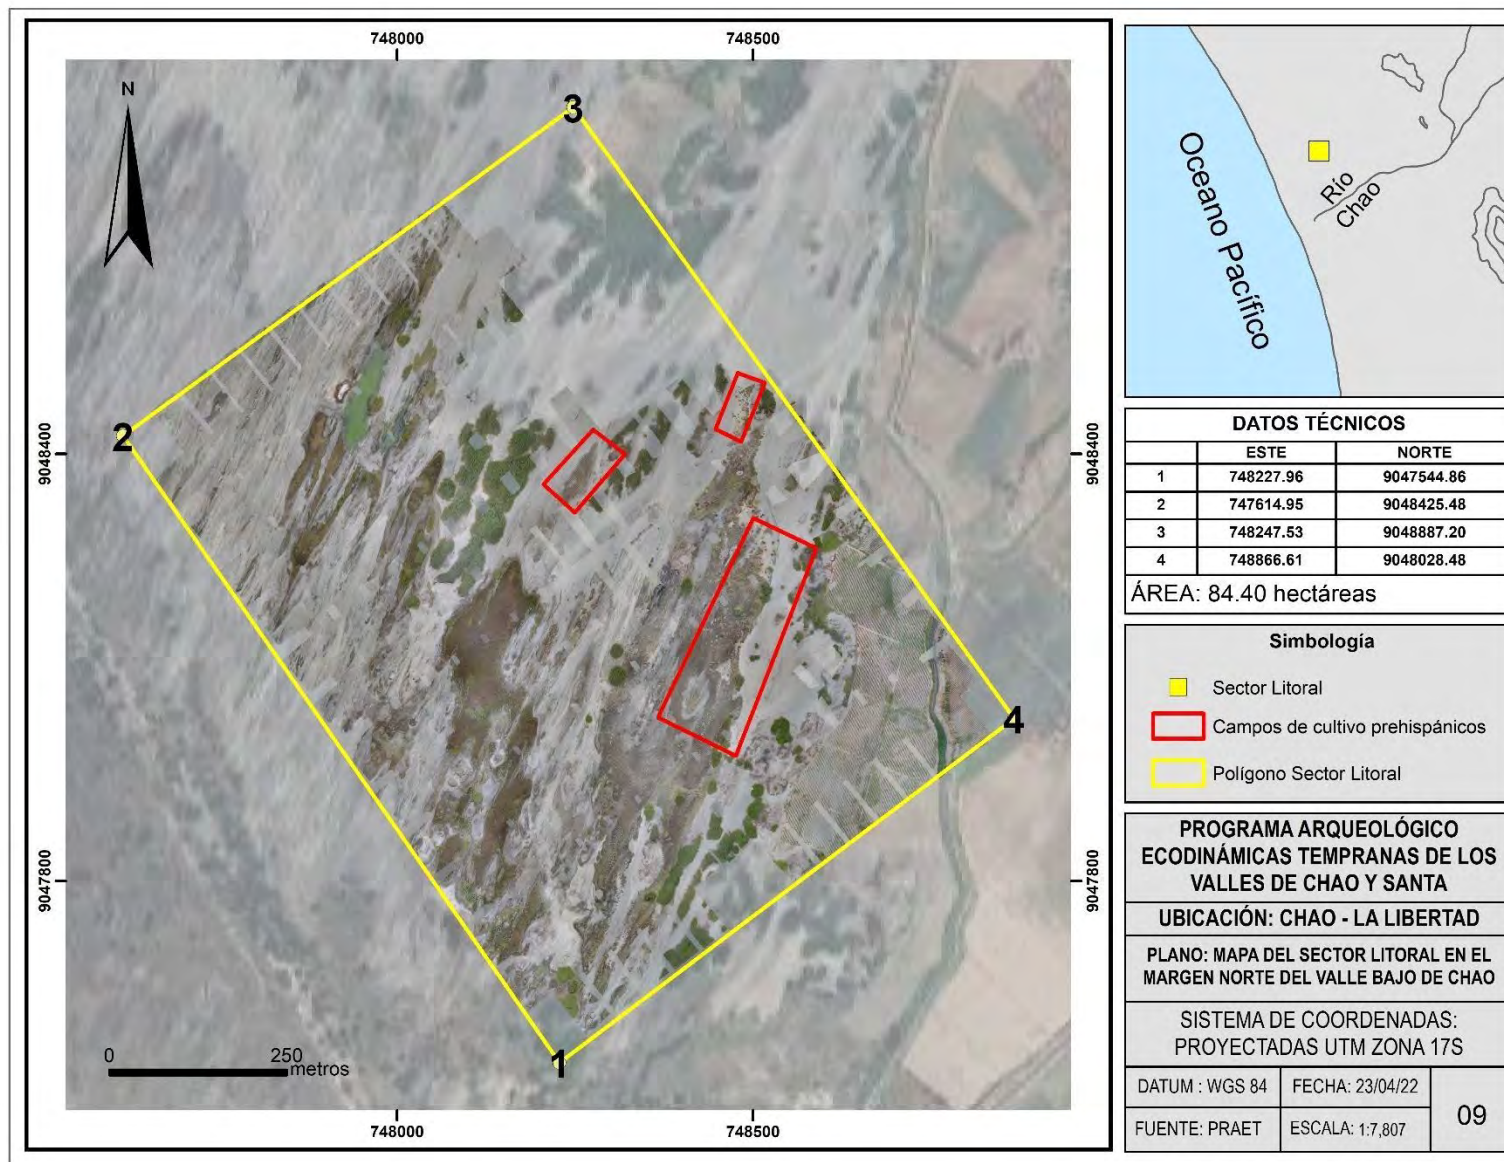 748000
748500
N
3
2
4
1
9048400
9047800
9048400
9047800
0
250
metros
748000
748500
Oceano Pacífico
Río
Chao
DATOS TÉCNICOS
ESTE NORTE
1 748227.96 9047544.86
2 747614.95 9048425.48
3 748247.53 9048887.20
4 748866.61 9048028.48
ÁREA: 84.40 hectáreas
Simbología
Sector Litoral
Campos de cultivo prehispánicos
Polígono Sector Litoral
PROGRAMA ARQUEOLÓGICO
ECODINÁMICAS TEMPRANAS DE LOS
VALLES DE CHAO Y SANTA
UBICACIÓN: CHAO - LA LIBERTAD
PLANO: MAPA DEL SECTOR LITORAL EN EL
MARGEN NORTE DEL VALLE BAJO DE CHAO
SISTEMA DE COORDENADAS:
PROYECTADAS UTM ZONA 17S
DATUM : WGS 84
FECHA: 23/04/22
FUENTE: PRAET
ESCALA: 1:7,807
09